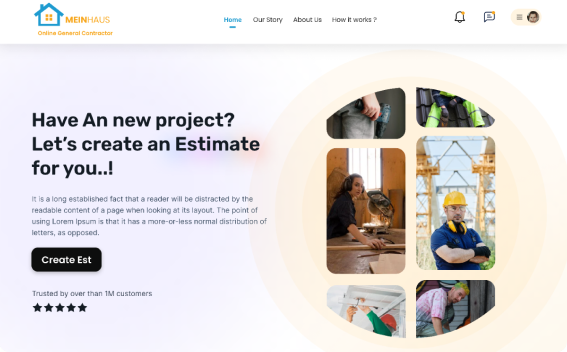 MEINHAUS
Online General Contractor
Home Our Story About Us How it works ?
Have An new project?
Let's create an Estimate
for you..!
It is a long established fact that a reader will be distracted by the
readable content of a page when looking at its layout. The point of
using Lorem Ipsum is that it has a more-or-less normal distribution of
letters, as opposed.
Create Est
Trusted by over than 1M customers